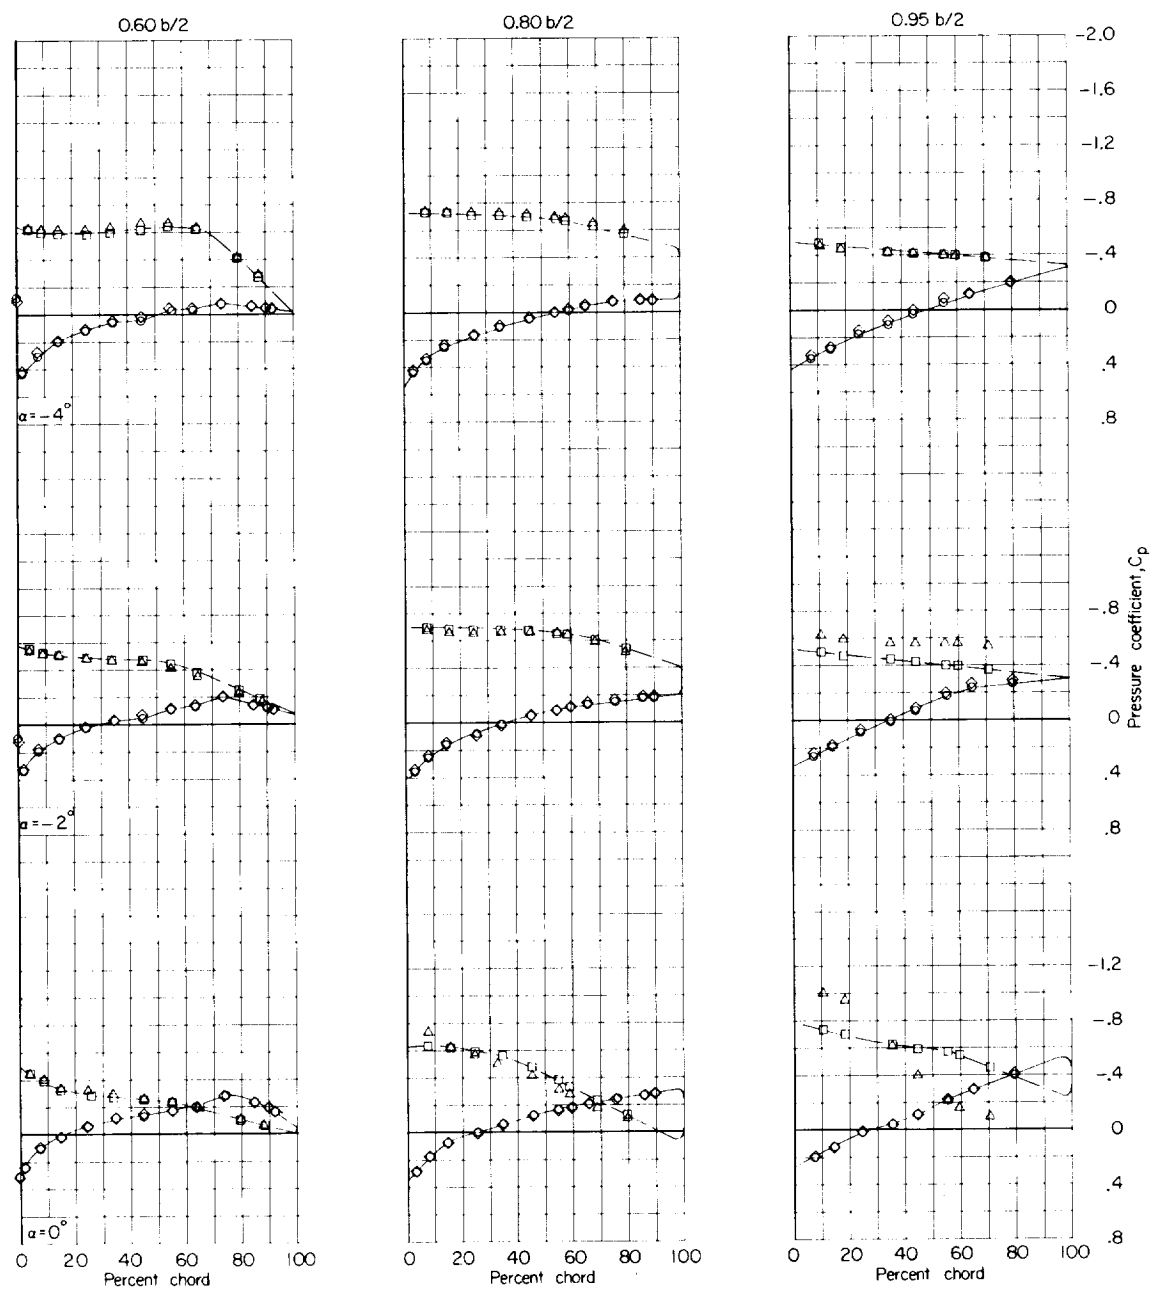 0.60 b/2
0.80 b/2
0.95 b/2
-2.0
-1.6
-1.2
-.8
-.4
0
.4
.8
α=-4°
-.8
-.4
0
.4
.8
α=-2°
Pressure coefficient, Cp
-1.2
-.8
-.4
0
.4
.8
α=0°
0 20 40 60 80 100
Percent chord
0 20 40 60 80 100
Percent chord
0 20 40 60 80 100
Percent chord